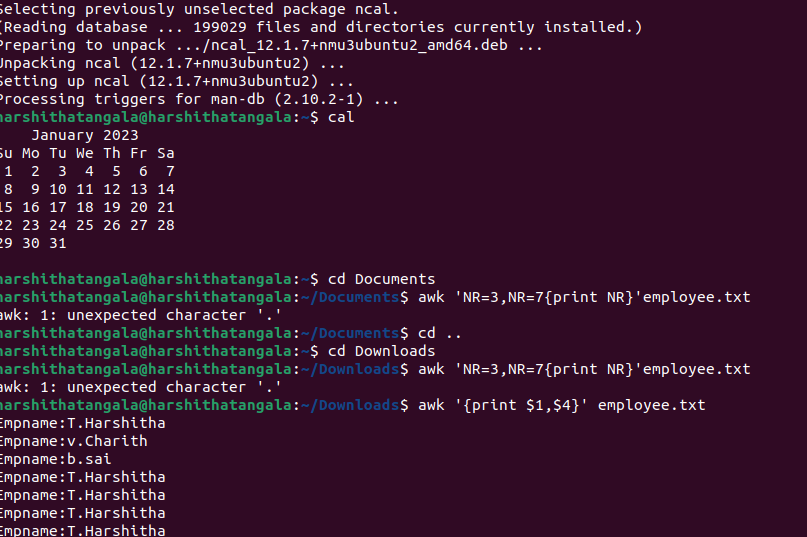 Selecting previously unselected package ncal.
(Reading database ... 199029 files and directories currently installed.)
Preparing to unpack .../ncal_12.1.7+nmu3ubuntu2_amd64.deb ...
Unpacking ncal (12.1.7+nmu3ubuntu2) ...
Setting up ncal (12.1.7+nmu3ubuntu2) ...
Processing triggers for man-db (2.10.2-1) ...
harshithatangala@harshithatangala:~$ cal
    January 2023
Su Mo Tu We Th Fr Sa
 1  2  3  4  5  6  7
 8  9 10 11 12 13 14
15 16 17 18 19 20 21
22 23 24 25 26 27 28
29 30 31
harshithatangala@harshithatangala:~$ cd Documents
harshithatangala@harshithatangala:~/Documents$ awk 'NR=3,NR=7{print NR}'employee.txt
awk: 1: unexpected character '.'
harshithatangala@harshithatangala:~/Documents$ cd ..
harshithatangala@harshithatangala:~$ cd Downloads
harshithatangala@harshithatangala:~/Downloads$ awk 'NR=3,NR=7{print NR}'employee.txt
awk: 1: unexpected character '.'
harshithatangala@harshithatangala:~/Downloads$ awk '{print $1,$4}' employee.txt
Empname:T.Harshitha
Empname:v.Charith
Empname:b.sai
Empname:T.Harshitha
Empname:T.Harshitha
Empname:T.Harshitha
Empname:T.Harshitha